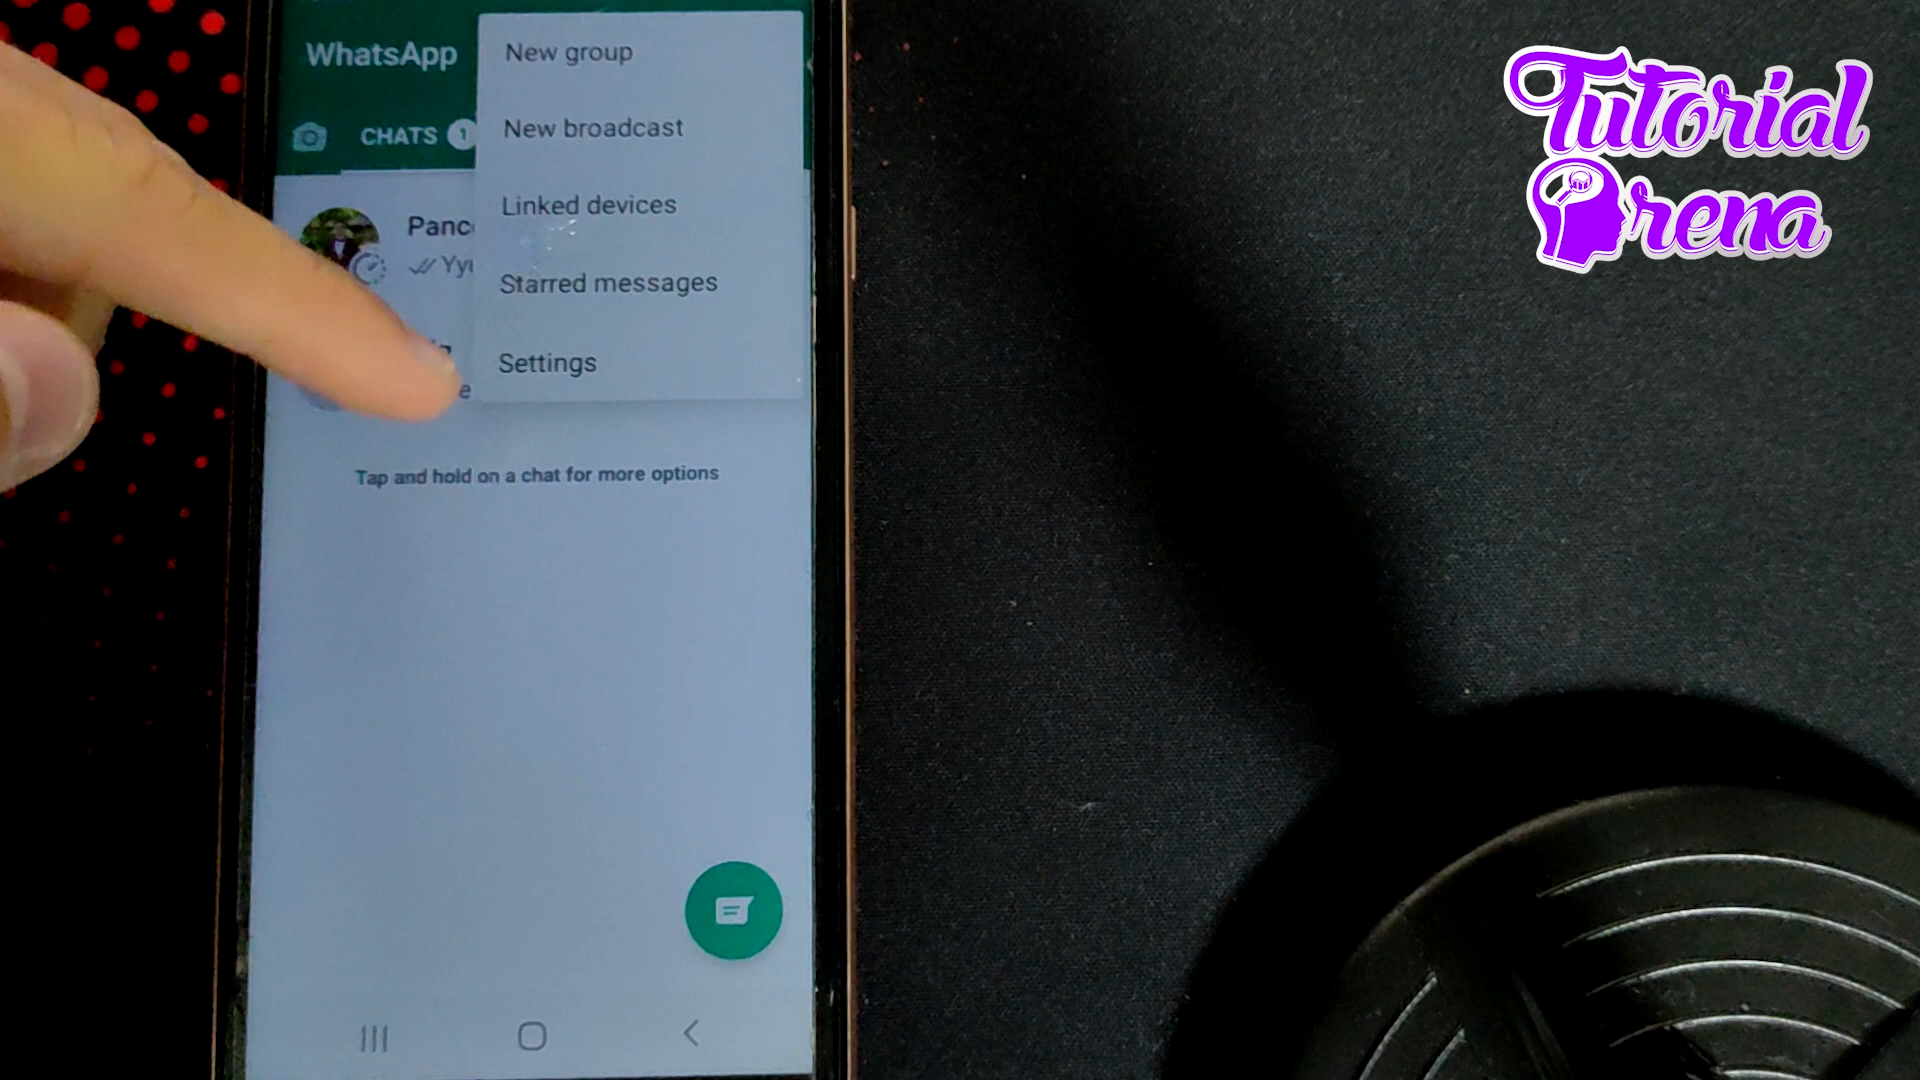 WhatsApp
New group
CHATS 1
New broadcast
Linked devices
Starred messages
Settings
Tap and hold on a chat for more options
Tutorial
Arena